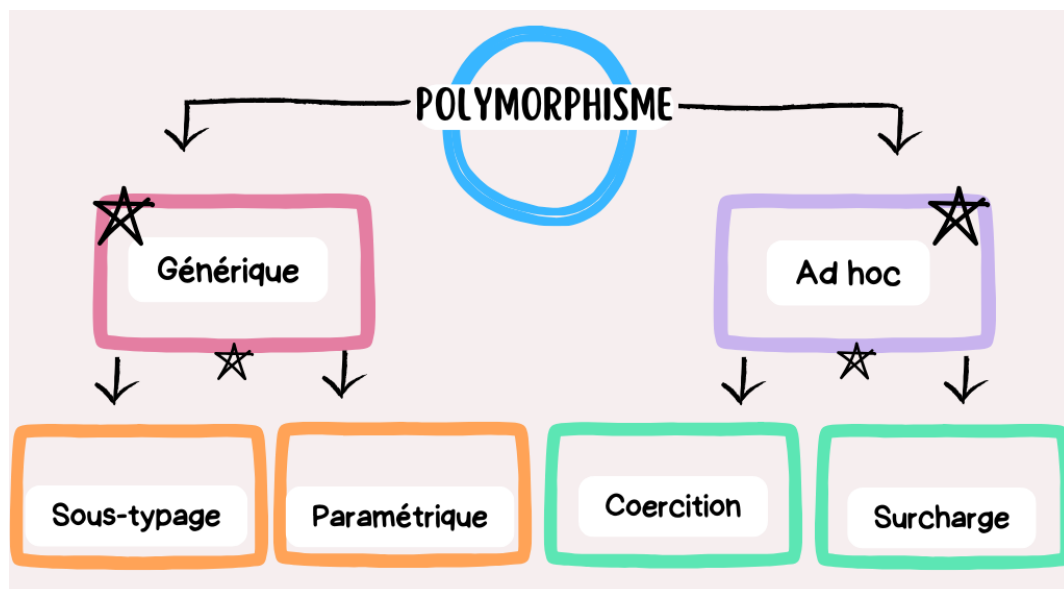 POLYMORPHISME
Générique
Ad hoc
Sous-typage
Paramétrique
Coercition
Surcharge